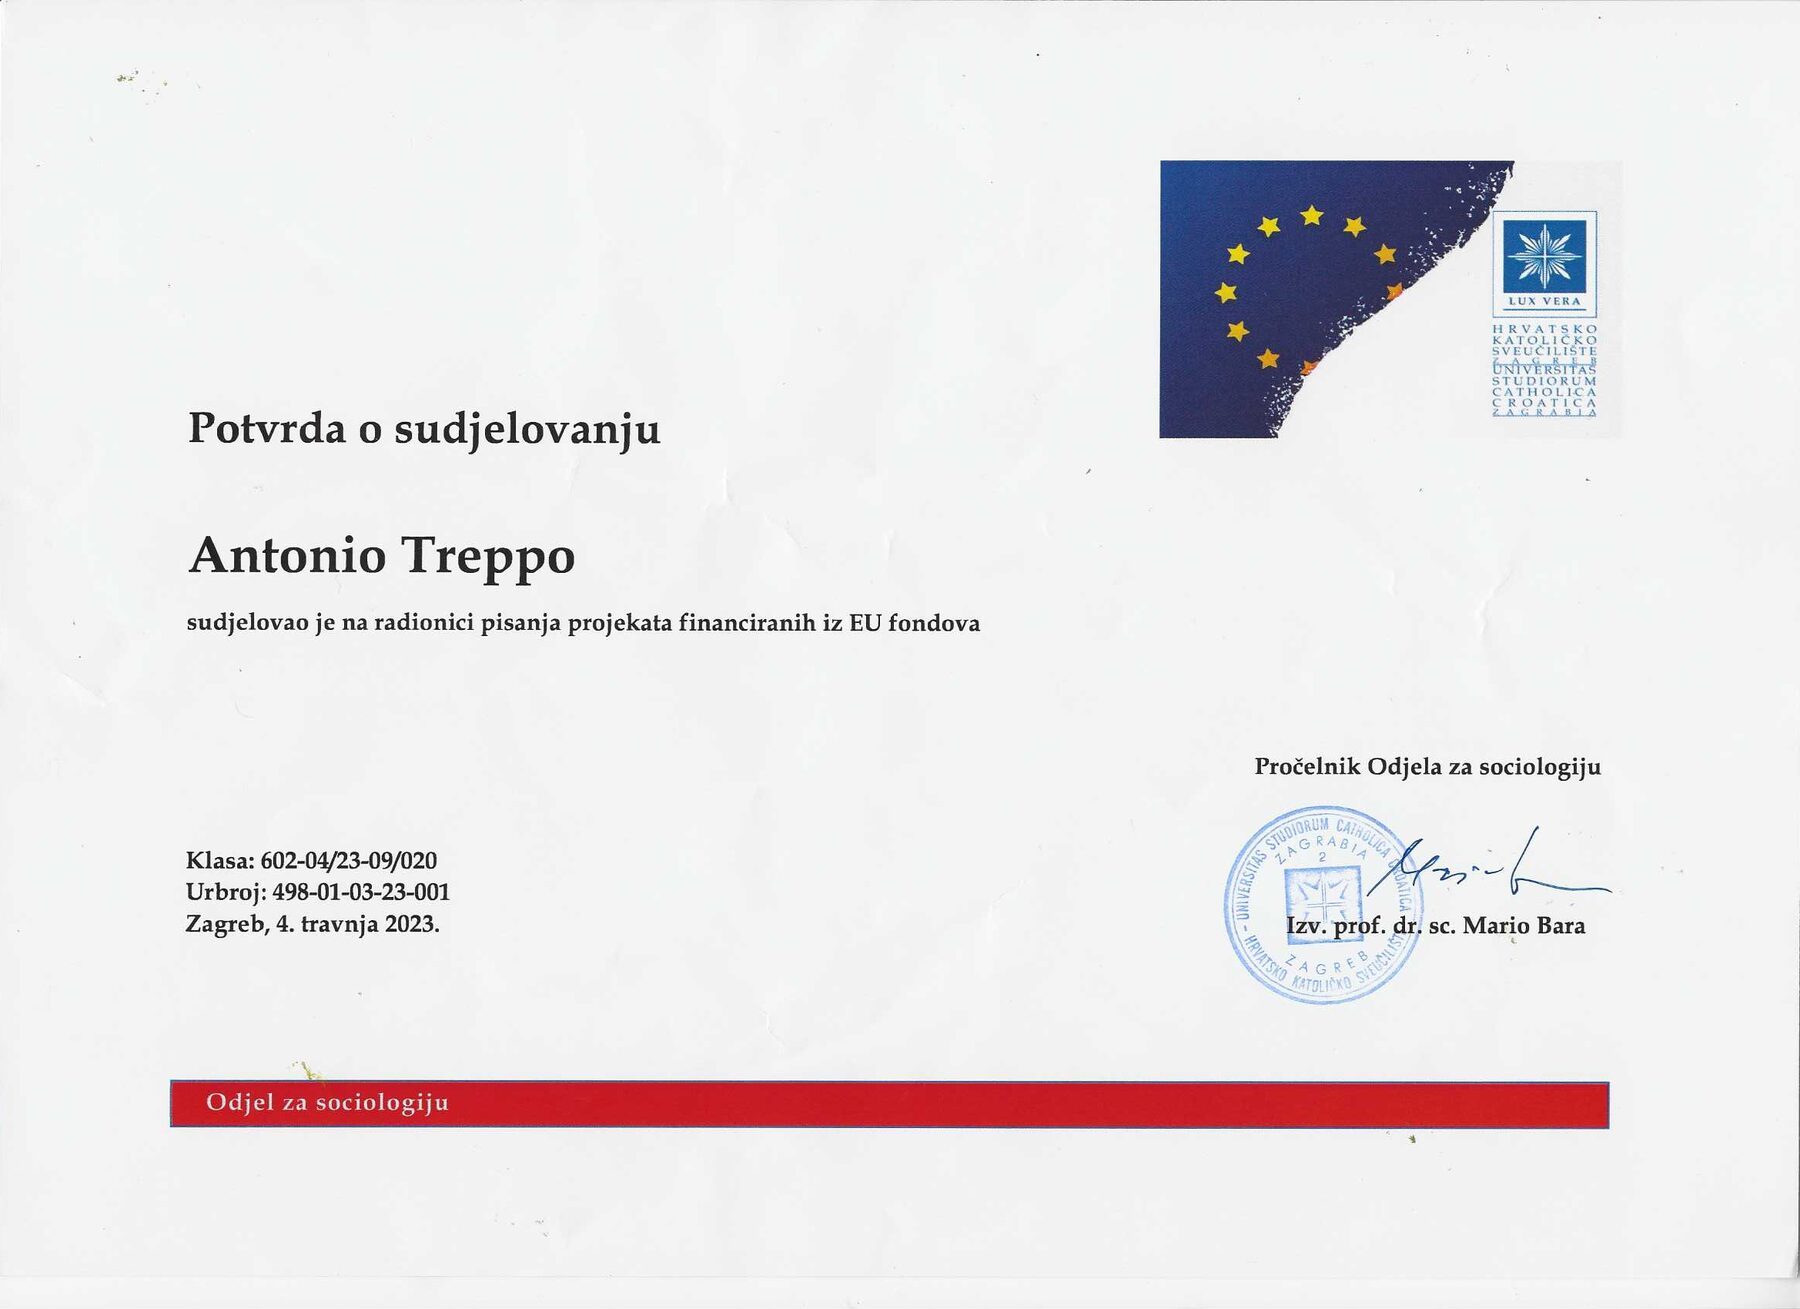 LUX VERA
HRVATSKO
KATOLIČKO
SVEUČILIŠTE
ZAGREB
UNIVERSITAS
STUDIORUM
CATHOLICA
CROATICA
ZAGRABIA
Potvrda o sudjelovanju
Antonio Treppo
sudjelovao je na radionici pisanja projekata financiranih iz EU fondova
Pročelnik Odjela za sociologiju
UNIVERSITAS STUDIORUM CATHOLICA CROATICA
ZAGRABIA
2
ZAGREB
HRVATSKO KATOLIČKO SVEUČILIŠTE
Izv. prof. dr. sc. Mario Bara
Klasa: 602-04/23-09/020
Urbroj: 498-01-03-23-001
Zagreb, 4. travnja 2023.
Odjel za sociologiju